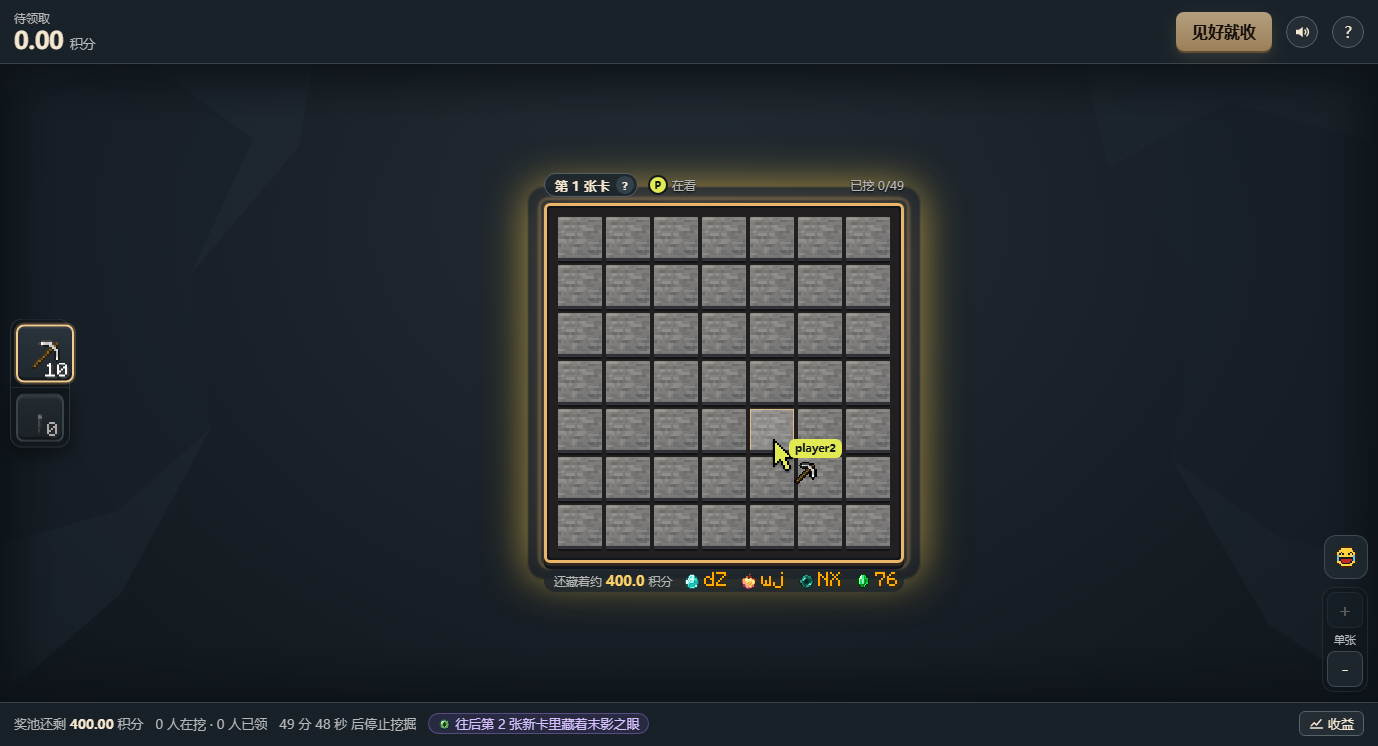 待领取
0.00 积分
见好就收
?
第 1 张卡 ?
P 在看
已挖 0/49
10
0
player2
还藏着约 400.0 积分 dZ wj NX 76
+
单张
-
奖池还剩 400.00 积分 0 人在挖 · 0 人已领 49 分 48 秒 后停止挖掘 往后第 2 张新卡里藏着末影之眼
收益